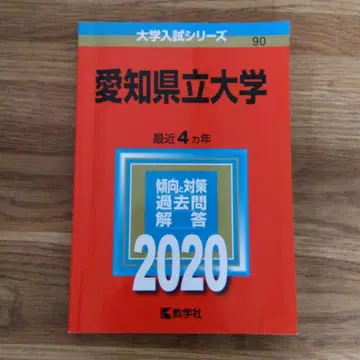 大学入試シリーズ
90
愛知県立大学
最近4ヵ年
傾向と対策
過去問
解答
2020
教学社